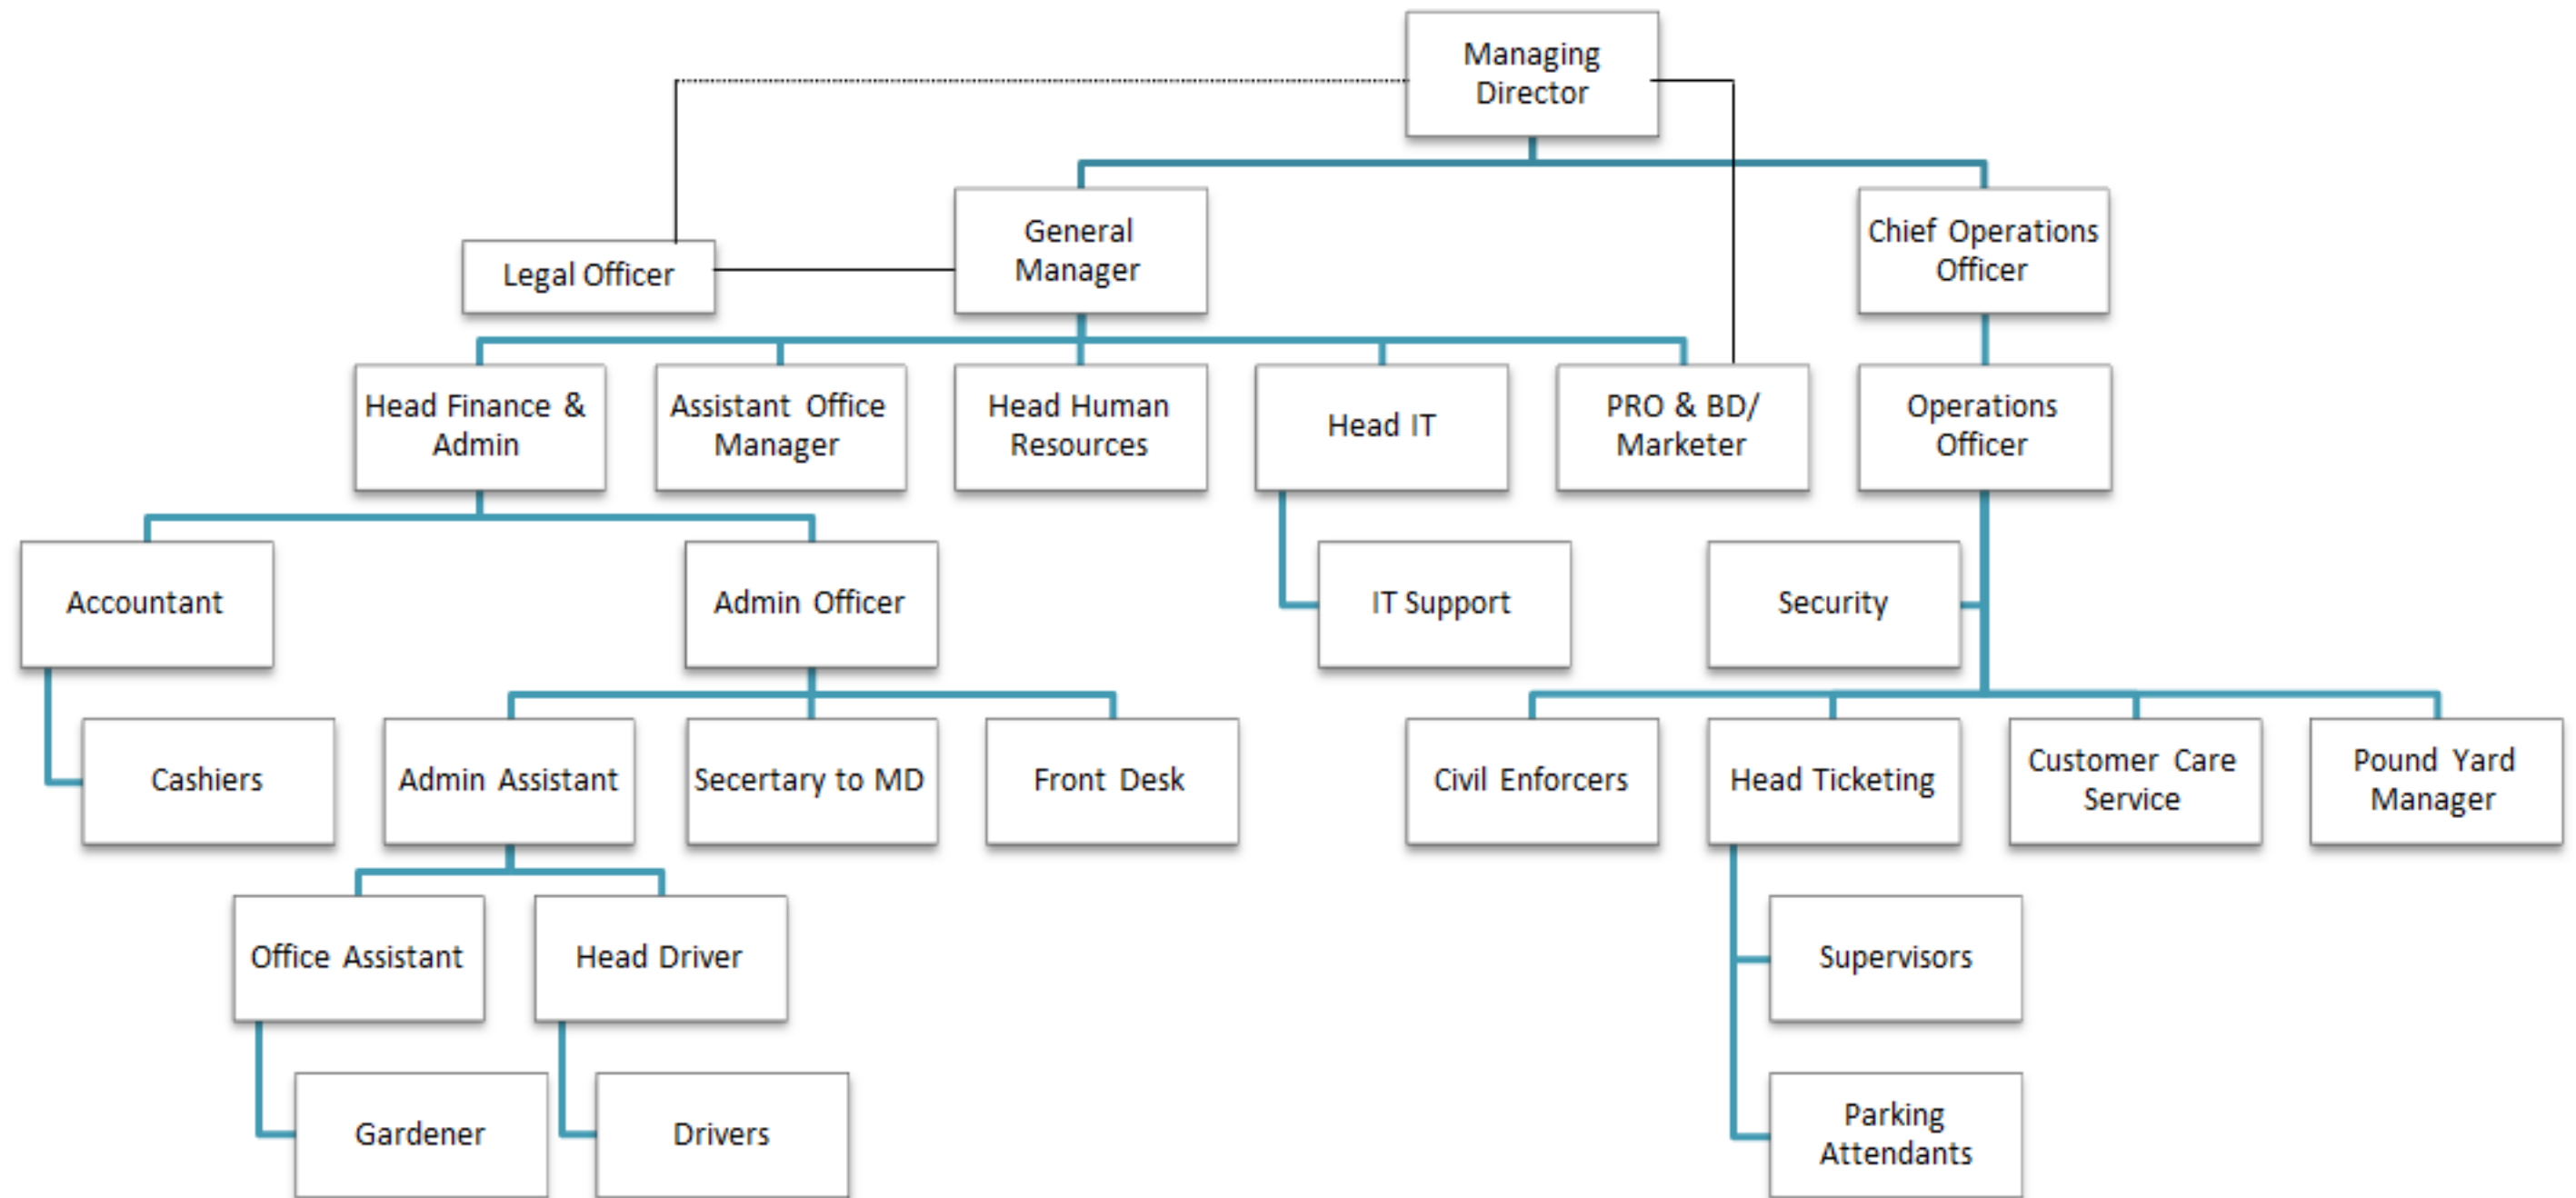 Managing
Director
General
Manager
Chief Operations
Officer
Legal Officer
Head Finance &
Admin
Assistant Office
Manager
Head Human
Resources
Head IT
PRO & BD/
Marketer
Operations
Officer
Accountant
Admin Officer
IT Support
Security
Cashiers
Admin Assistant
Secertary to MD
Front Desk
Civil Enforcers
Head Ticketing
Customer Care
Service
Pound Yard
Manager
Office Assistant
Head Driver
Supervisors
Gardener
Drivers
Parking
Attendants